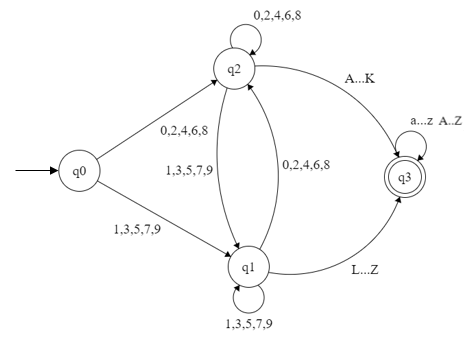 0,2,4,6,8
q2
A...K
0,2,4,6,8
a...z A..Z
1,3,5,7,9
0,2,4,6,8
q0
q3
1,3,5,7,9
q1
L...Z
1,3,5,7,9